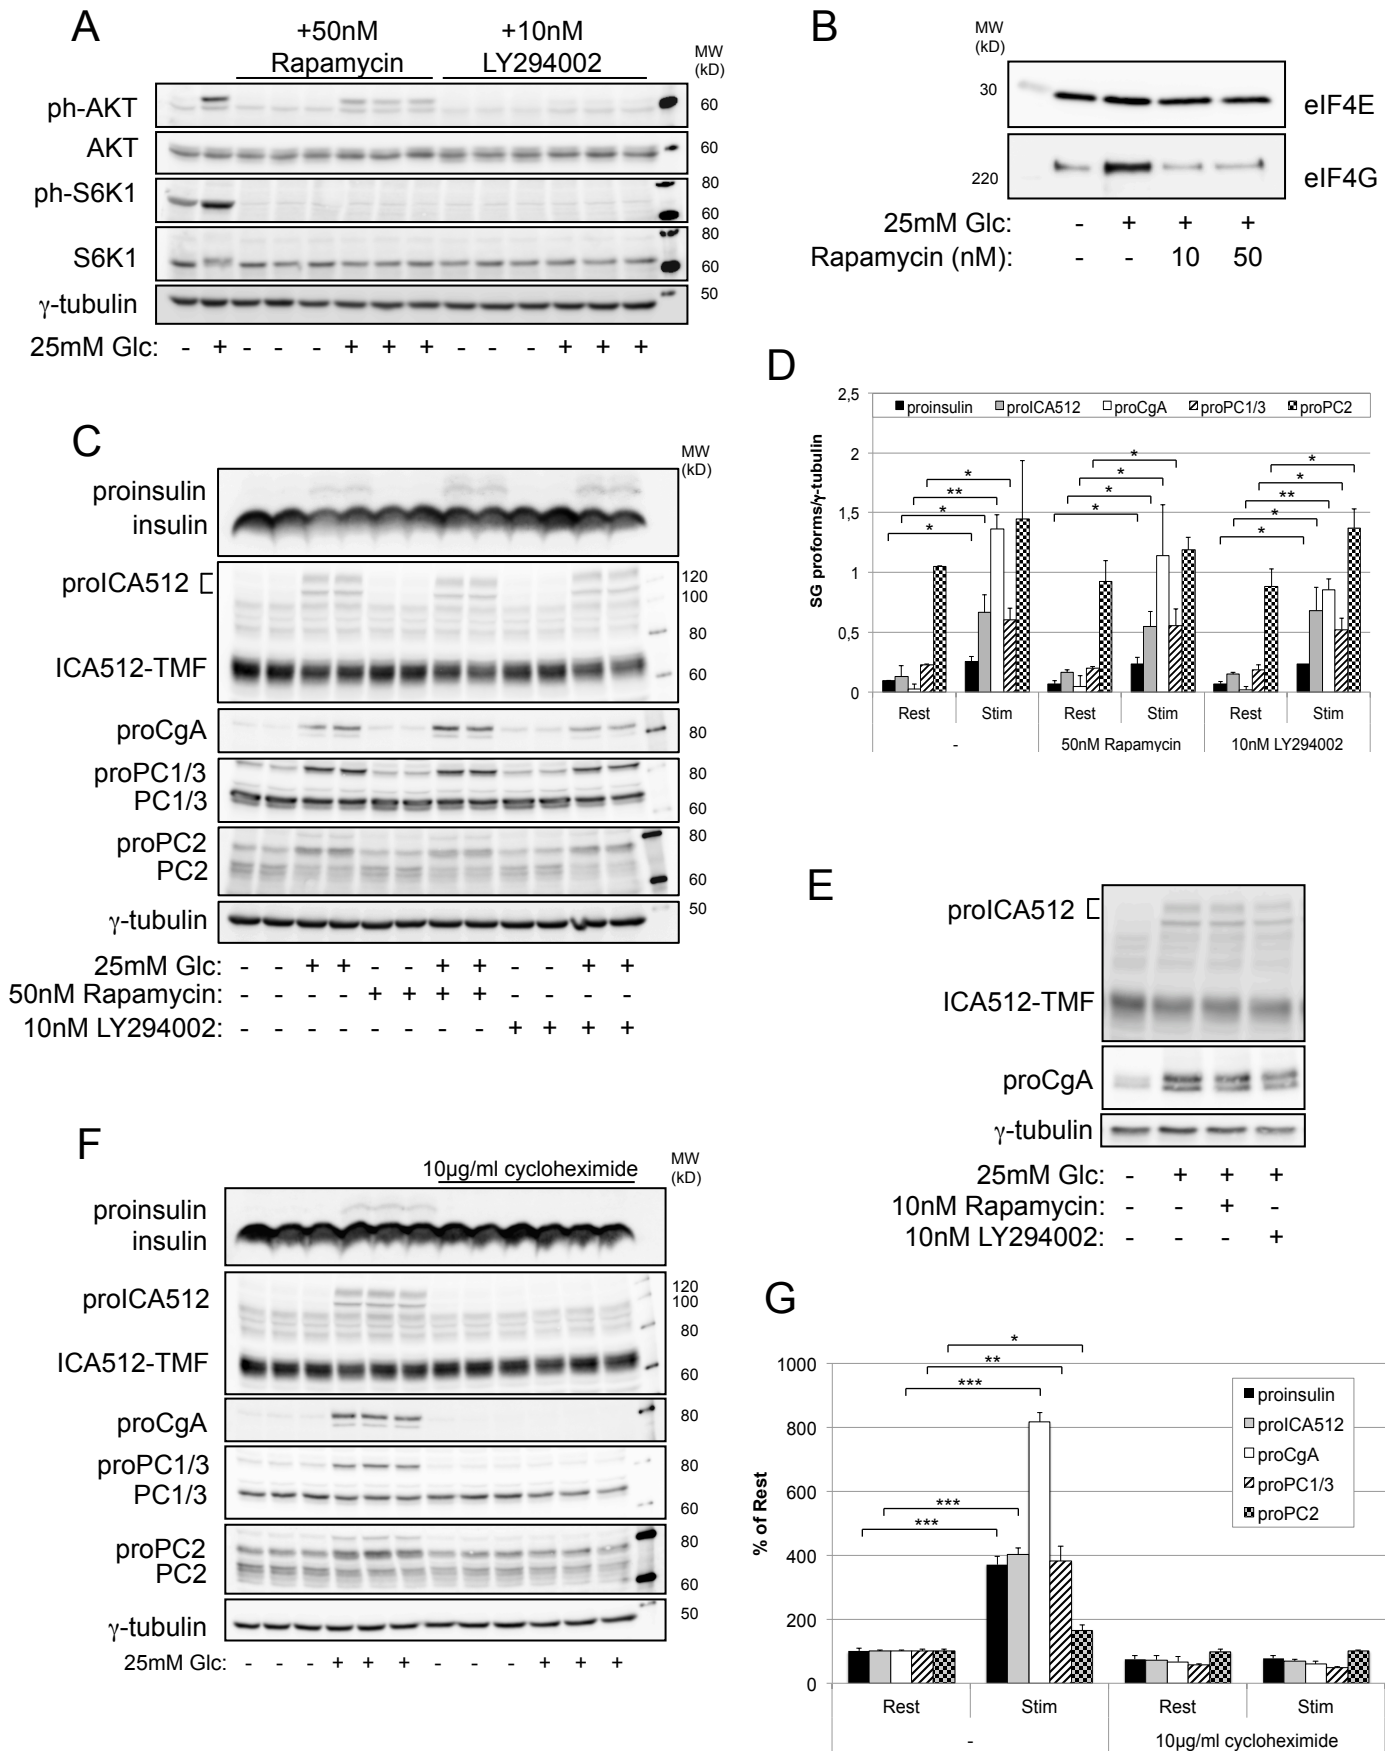 A
+50nM
Rapamycin
+10nM
LY294002
MW
(kD)
ph-AKT
60
AKT
60
ph-S6K1
80
60
S6K1
80
60
γ-tubulin
50
25mM Glc: - + - - - + + + - - - + + +
B
MW
(kD)
30
eIF4E
220
eIF4G
25mM Glc: - + + +
Rapamycin (nM): - - 10 50
C
MW
(kD)
proinsulin
insulin
proICA512
120
100
80
ICA512-TMF
60
proCgA
80
proPC1/3
80
PC1/3
60
proPC2
80
PC2
60
γ-tubulin
50
25mM Glc: - - + + - - + + - - + +
50nM Rapamycin: - - - - + + + + - - - -
10nM LY294002: - - - - - - - - + + + +
D
SG proforms/γ-tubulin
2,5
2
1,5
1
0,5
0
proinsulin proICA512 proCgA proPC1/3 proPC2
* * ** *
* * * *
* * ** * *
Rest Stim Rest Stim Rest Stim
- 50nM Rapamycin 10nM LY294002
E
proICA512
ICA512-TMF
proCgA
γ-tubulin
25mM Glc: - + + +
10nM Rapamycin: - - + -
10nM LY294002: - - - +
F
10µg/ml cycloheximide
MW
(kD)
proinsulin
insulin
proICA512
120
100
80
ICA512-TMF
60
proCgA
80
proPC1/3
80
PC1/3
60
proPC2
80
PC2
60
γ-tubulin
50
25mM Glc: - - - + + + - - - + + +
G
% of Rest
1000
800
600
400
200
0
*
**
***
***
***
proinsulin
proICA512
proCgA
proPC1/3
proPC2
Rest Stim Rest Stim
- 10µg/ml cycloheximide